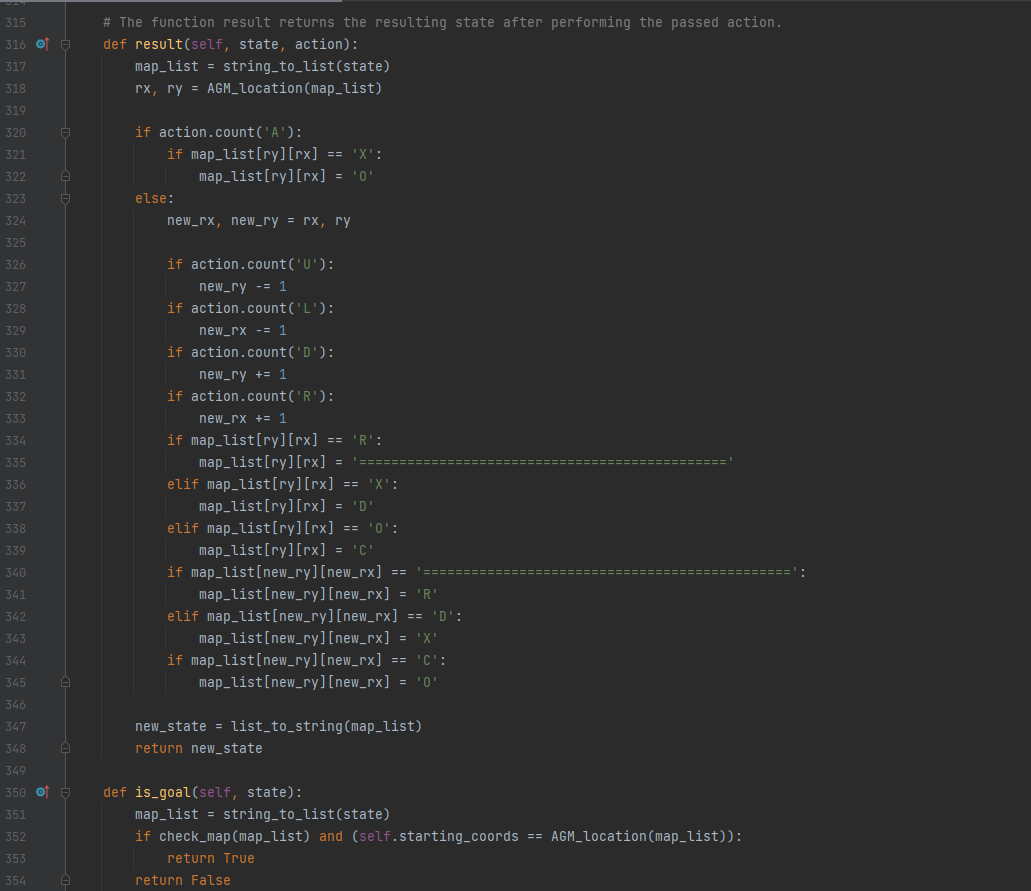 315 # The function result returns the resulting state after performing the passed action.
316 def result(self, state, action):
317 map_list = string_to_list(state)
318 rx, ry = AGM_location(map_list)
319
320 if action.count('A'):
321 if map_list[ry][rx] == 'X':
322 map_list[ry][rx] = 'O'
323 else:
324 new_rx, new_ry = rx, ry
325
326 if action.count('U'):
327 new_ry -= 1
328 if action.count('L'):
329 new_rx -= 1
330 if action.count('D'):
331 new_ry += 1
332 if action.count('R'):
333 new_rx += 1
334 if map_list[ry][rx] == 'R':
335 map_list[ry][rx] = '=============================================='
336 elif map_list[ry][rx] == 'X':
337 map_list[ry][rx] = 'D'
338 elif map_list[ry][rx] == 'O':
339 map_list[ry][rx] = 'C'
340 if map_list[new_ry][new_rx] == '==============================================':
341 map_list[new_ry][new_rx] = 'R'
342 elif map_list[new_ry][new_rx] == 'D':
343 map_list[new_ry][new_rx] = 'X'
344 if map_list[new_ry][new_rx] == 'C':
345 map_list[new_ry][new_rx] = 'O'
346
347 new_state = list_to_string(map_list)
348 return new_state
349
350 def is_goal(self, state):
351 map_list = string_to_list(state)
352 if check_map(map_list) and (self.starting_coords == AGM_location(map_list)):
353 return True
354 return False